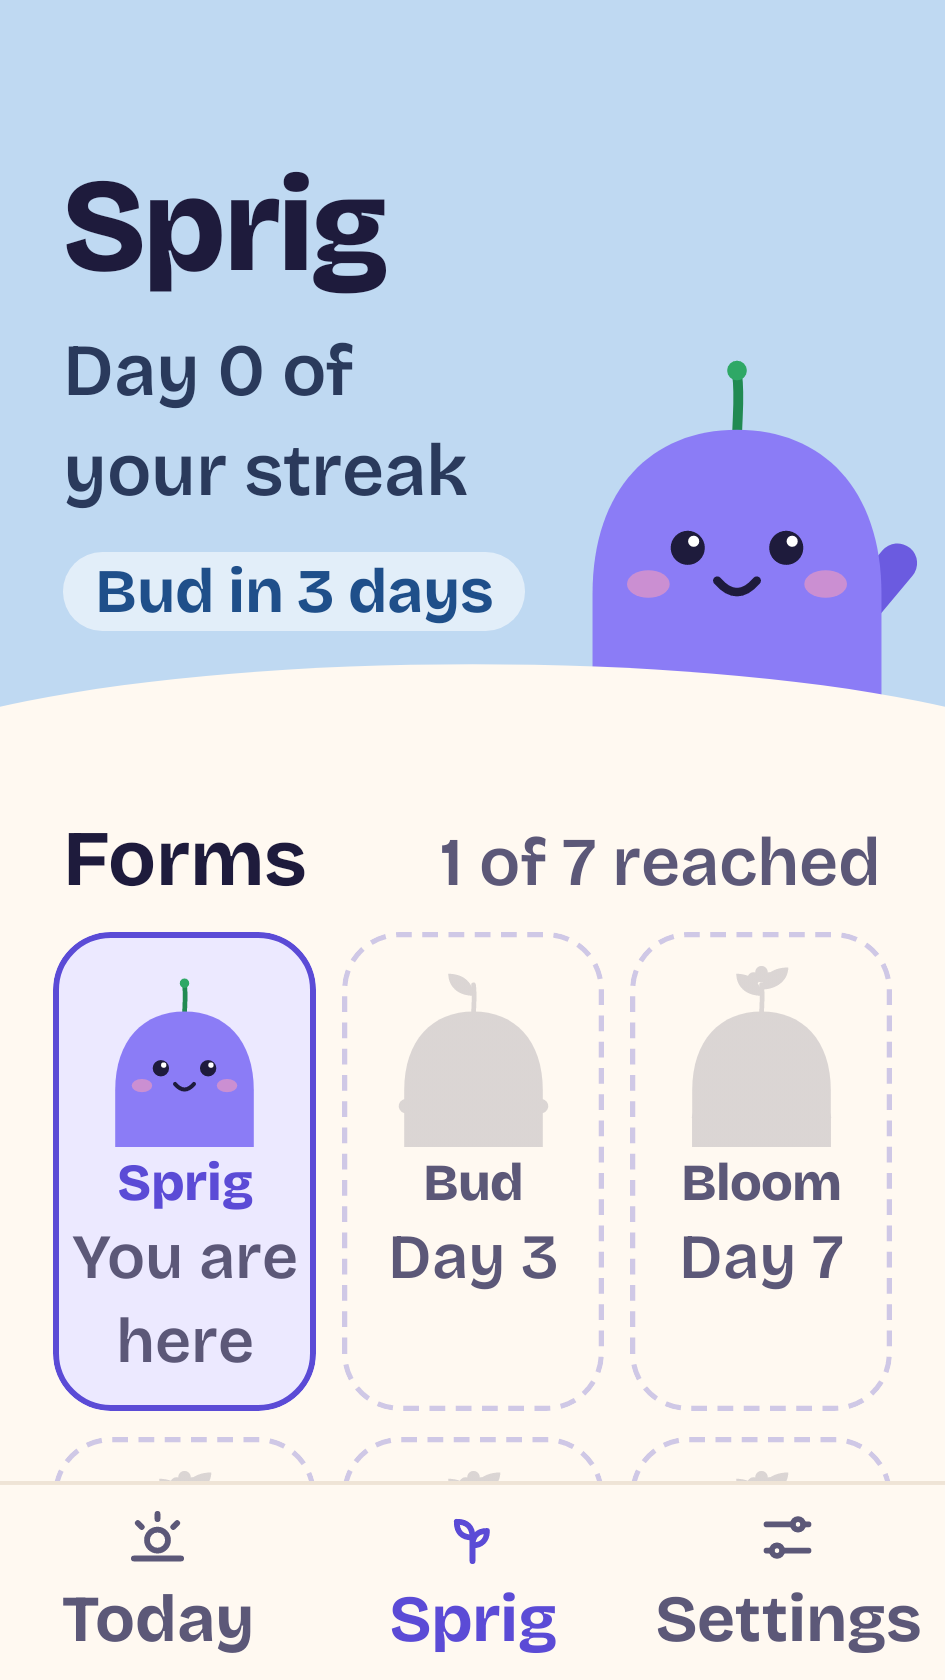 Sprig
Day 0 of
your streak
Bud in 3 days
Forms
1 of 7 reached
Sprig
You are
here
Bud
Day 3
Bloom
Day 7
Today
Sprig
Settings